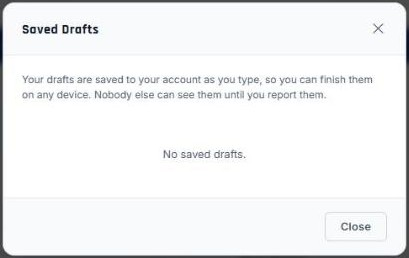 Saved Drafts
Your drafts are saved to your account as you type, so you can finish them
on any device. Nobody else can see them until you report them.
No saved drafts.
Close